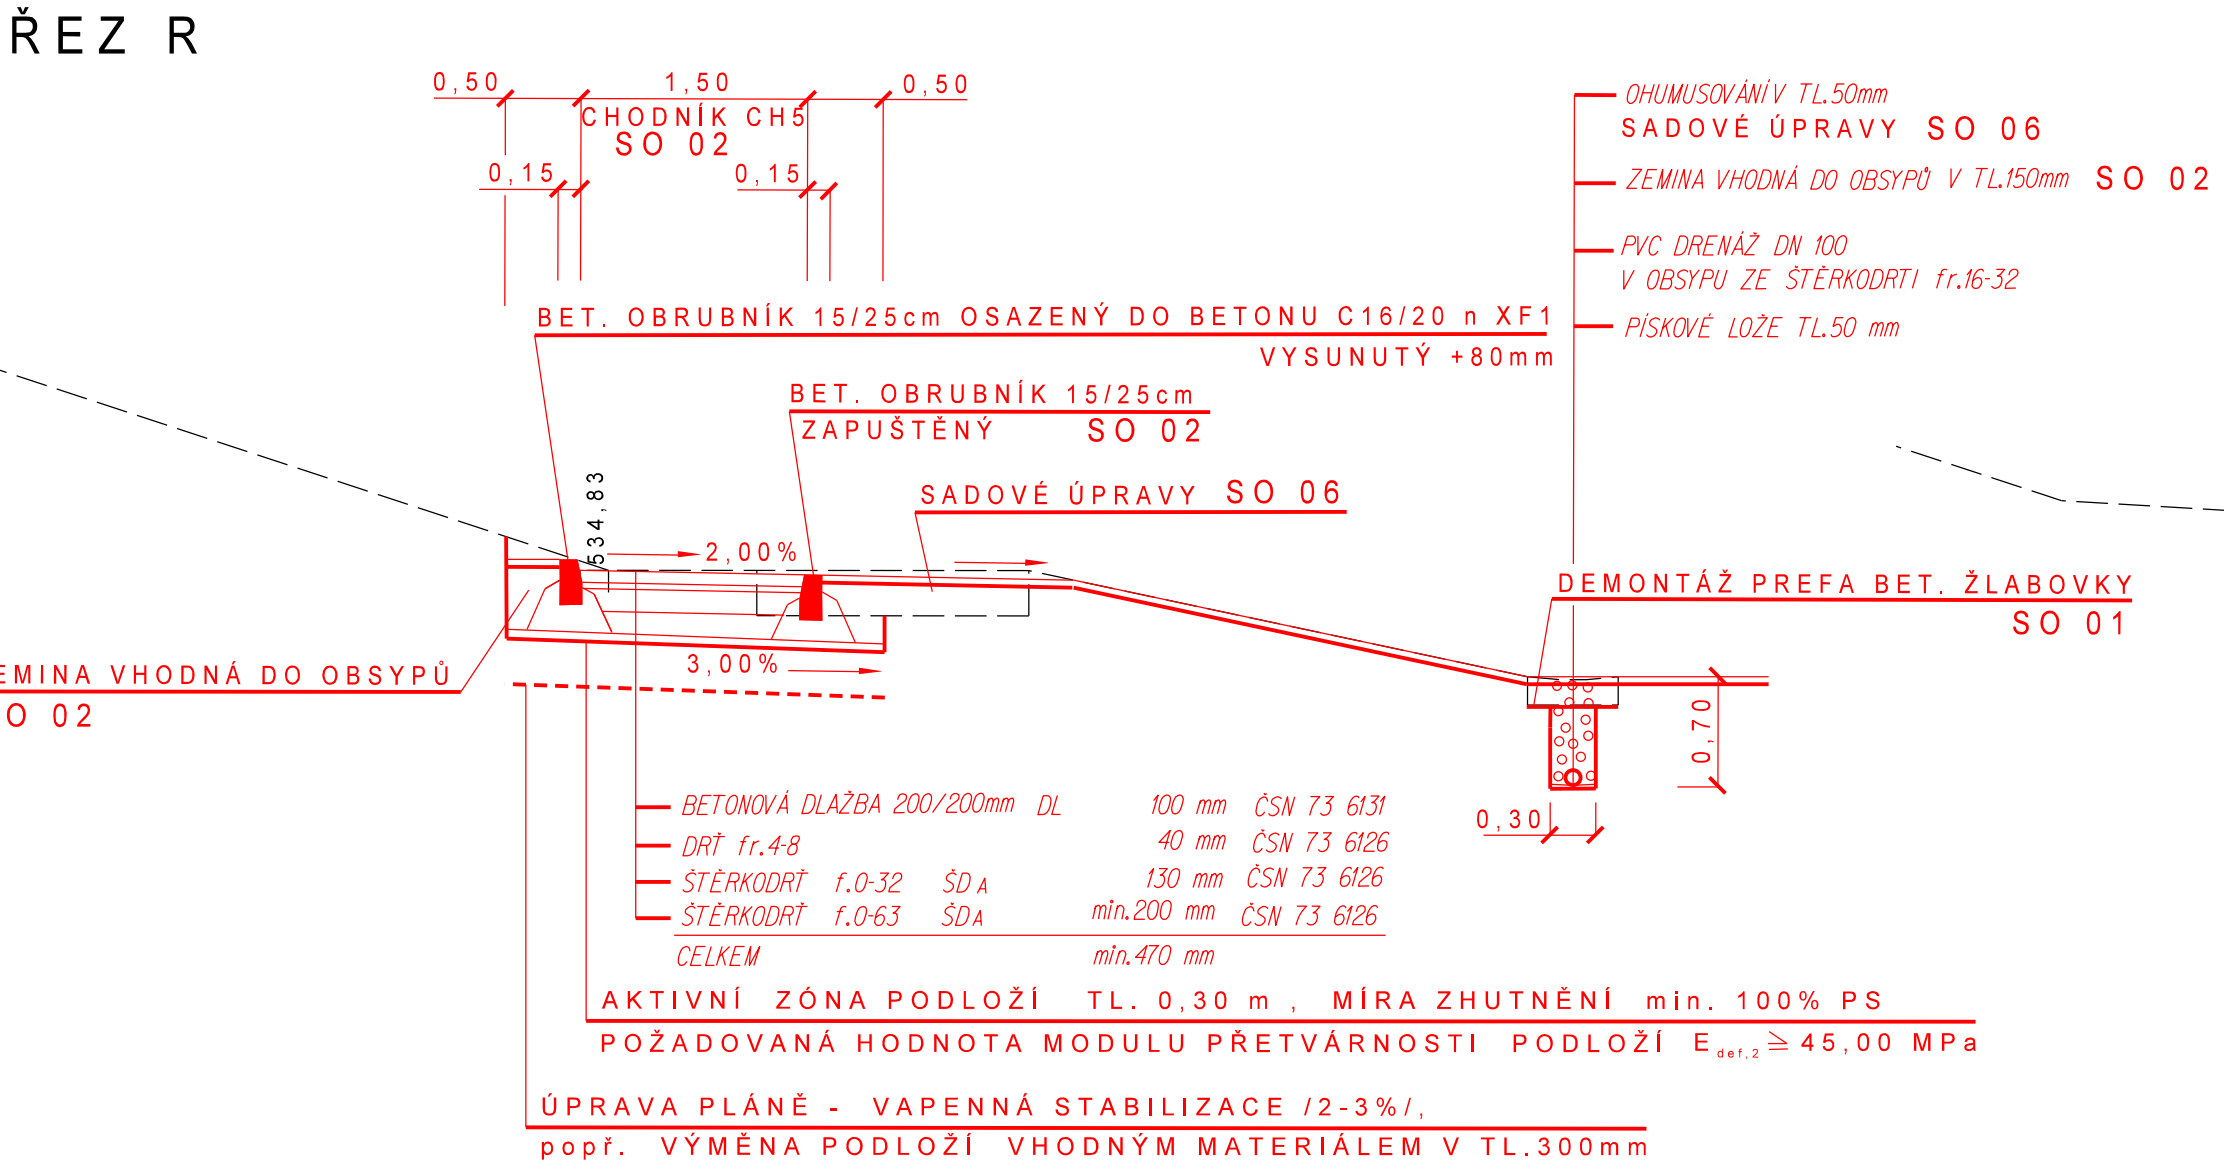 ŘEZ R
0,50 1,50 0,50
CHODNÍK CH5
SO 02
0,15 0,15
OHUMUSOVÁNÍ V TL.50mm
SADOVÉ ÚPRAVY SO 06
ZEMINA VHODNÁ DO OBSYPŮ V TL.150mm SO 02
PVC DRENÁŽ DN 100
V OBSYPU ZE ŠTĚRKODRTI fr.16-32
PÍSKOVÉ LOŽE TL.50 mm
BET. OBRUBNÍK 15/25cm OSAZENÝ DO BETONU C16/20 n XF1
VYSUNUTÝ +80mm
BET. OBRUBNÍK 15/25cm
ZAPUŠTĚNÝ SO 02
SADOVÉ ÚPRAVY SO 06
534,83
2,00%
DEMONTÁŽ PREFA BET. ŽLABOVKY
SO 01
3,00%
EMINA VHODNÁ DO OBSYPŮ
O 02
0,70
0,30
BETONOVÁ DLAŽBA 200/200mm DL 100 mm ČSN 73 6131
DRŤ fr.4-8 40 mm ČSN 73 6126
ŠTĚRKODRŤ f.0-32 ŠDA 130 mm ČSN 73 6126
ŠTĚRKODRŤ f.0-63 ŠDA min.200 mm ČSN 73 6126
CELKEM min.470 mm
AKTIVNÍ ZÓNA PODLOŽÍ TL. 0,30 m , MÍRA ZHUTNĚNÍ min. 100% PS
POŽADOVANÁ HODNOTA MODULU PŘETVÁRNOSTI PODLOŽÍ E def,2 ≥ 45,00 MPa
ÚPRAVA PLÁNĚ - VAPENNÁ STABILIZACE /2-3%/,
popř. VÝMĚNA PODLOŽÍ VHODNÝM MATERIÁLEM V TL.300mm